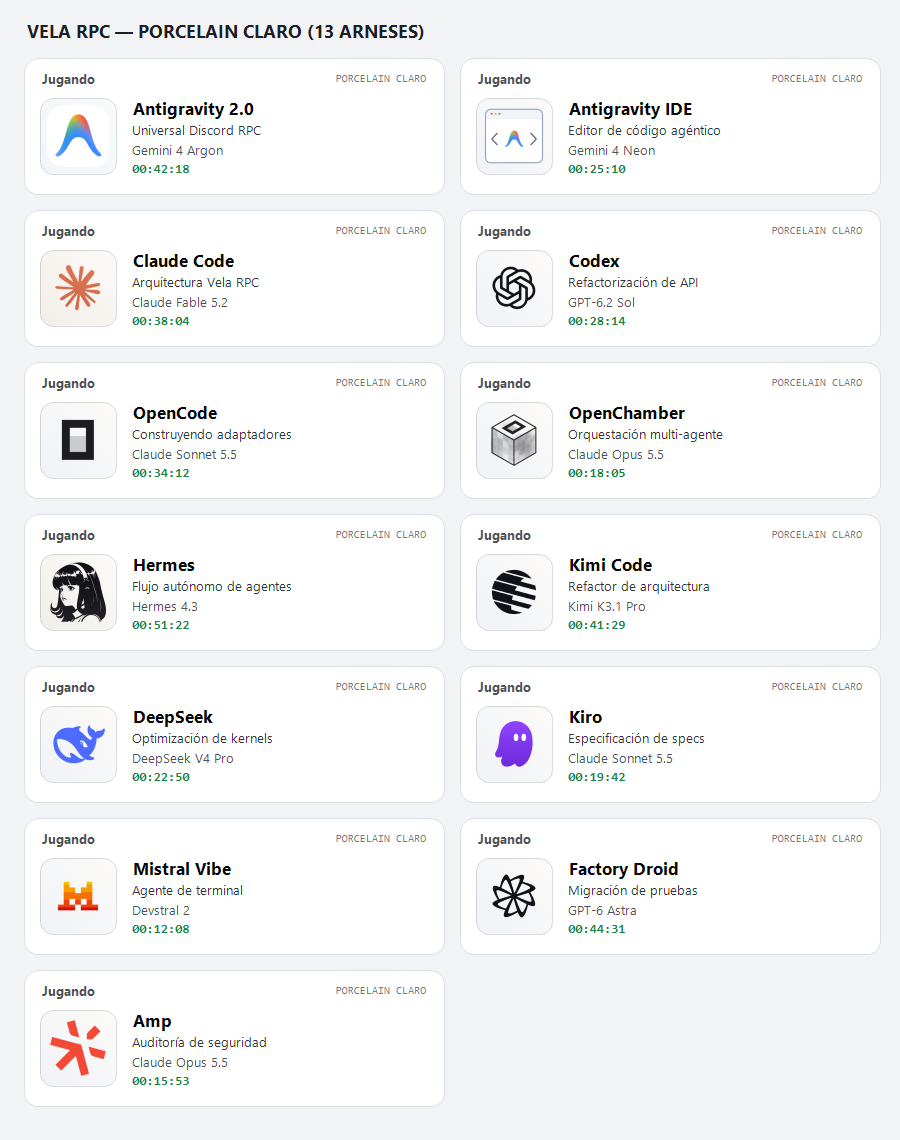 VELA RPC — PORCELAIN CLARO (13 ARNESES)
Jugando
PORCELAIN CLARO
Antigravity 2.0
Universal Discord RPC
Gemini 4 Argon
00:42:18
Jugando
PORCELAIN CLARO
Antigravity IDE
Editor de código agéntico
Gemini 4 Neon
00:25:10
Jugando
PORCELAIN CLARO
Claude Code
Arquitectura Vela RPC
Claude Fable 5.2
00:38:04
Jugando
PORCELAIN CLARO
Codex
Refactorización de API
GPT-6.2 Sol
00:28:14
Jugando
PORCELAIN CLARO
OpenCode
Construyendo adaptadores
Claude Sonnet 5.5
00:34:12
Jugando
PORCELAIN CLARO
OpenChamber
Orquestación multi-agente
Claude Opus 5.5
00:18:05
Jugando
PORCELAIN CLARO
Hermes
Flujo autónomo de agentes
Hermes 4.3
00:51:22
Jugando
PORCELAIN CLARO
Kimi Code
Refactor de arquitectura
Kimi K3.1 Pro
00:41:29
Jugando
PORCELAIN CLARO
DeepSeek
Optimización de kernels
DeepSeek V4 Pro
00:22:50
Jugando
PORCELAIN CLARO
Kiro
Especificación de specs
Claude Sonnet 5.5
00:19:42
Jugando
PORCELAIN CLARO
Mistral Vibe
Agente de terminal
Devstral 2
00:12:08
Jugando
PORCELAIN CLARO
Factory Droid
Migración de pruebas
GPT-6 Astra
00:44:31
Jugando
PORCELAIN CLARO
Amp
Auditoría de seguridad
Claude Opus 5.5
00:15:53